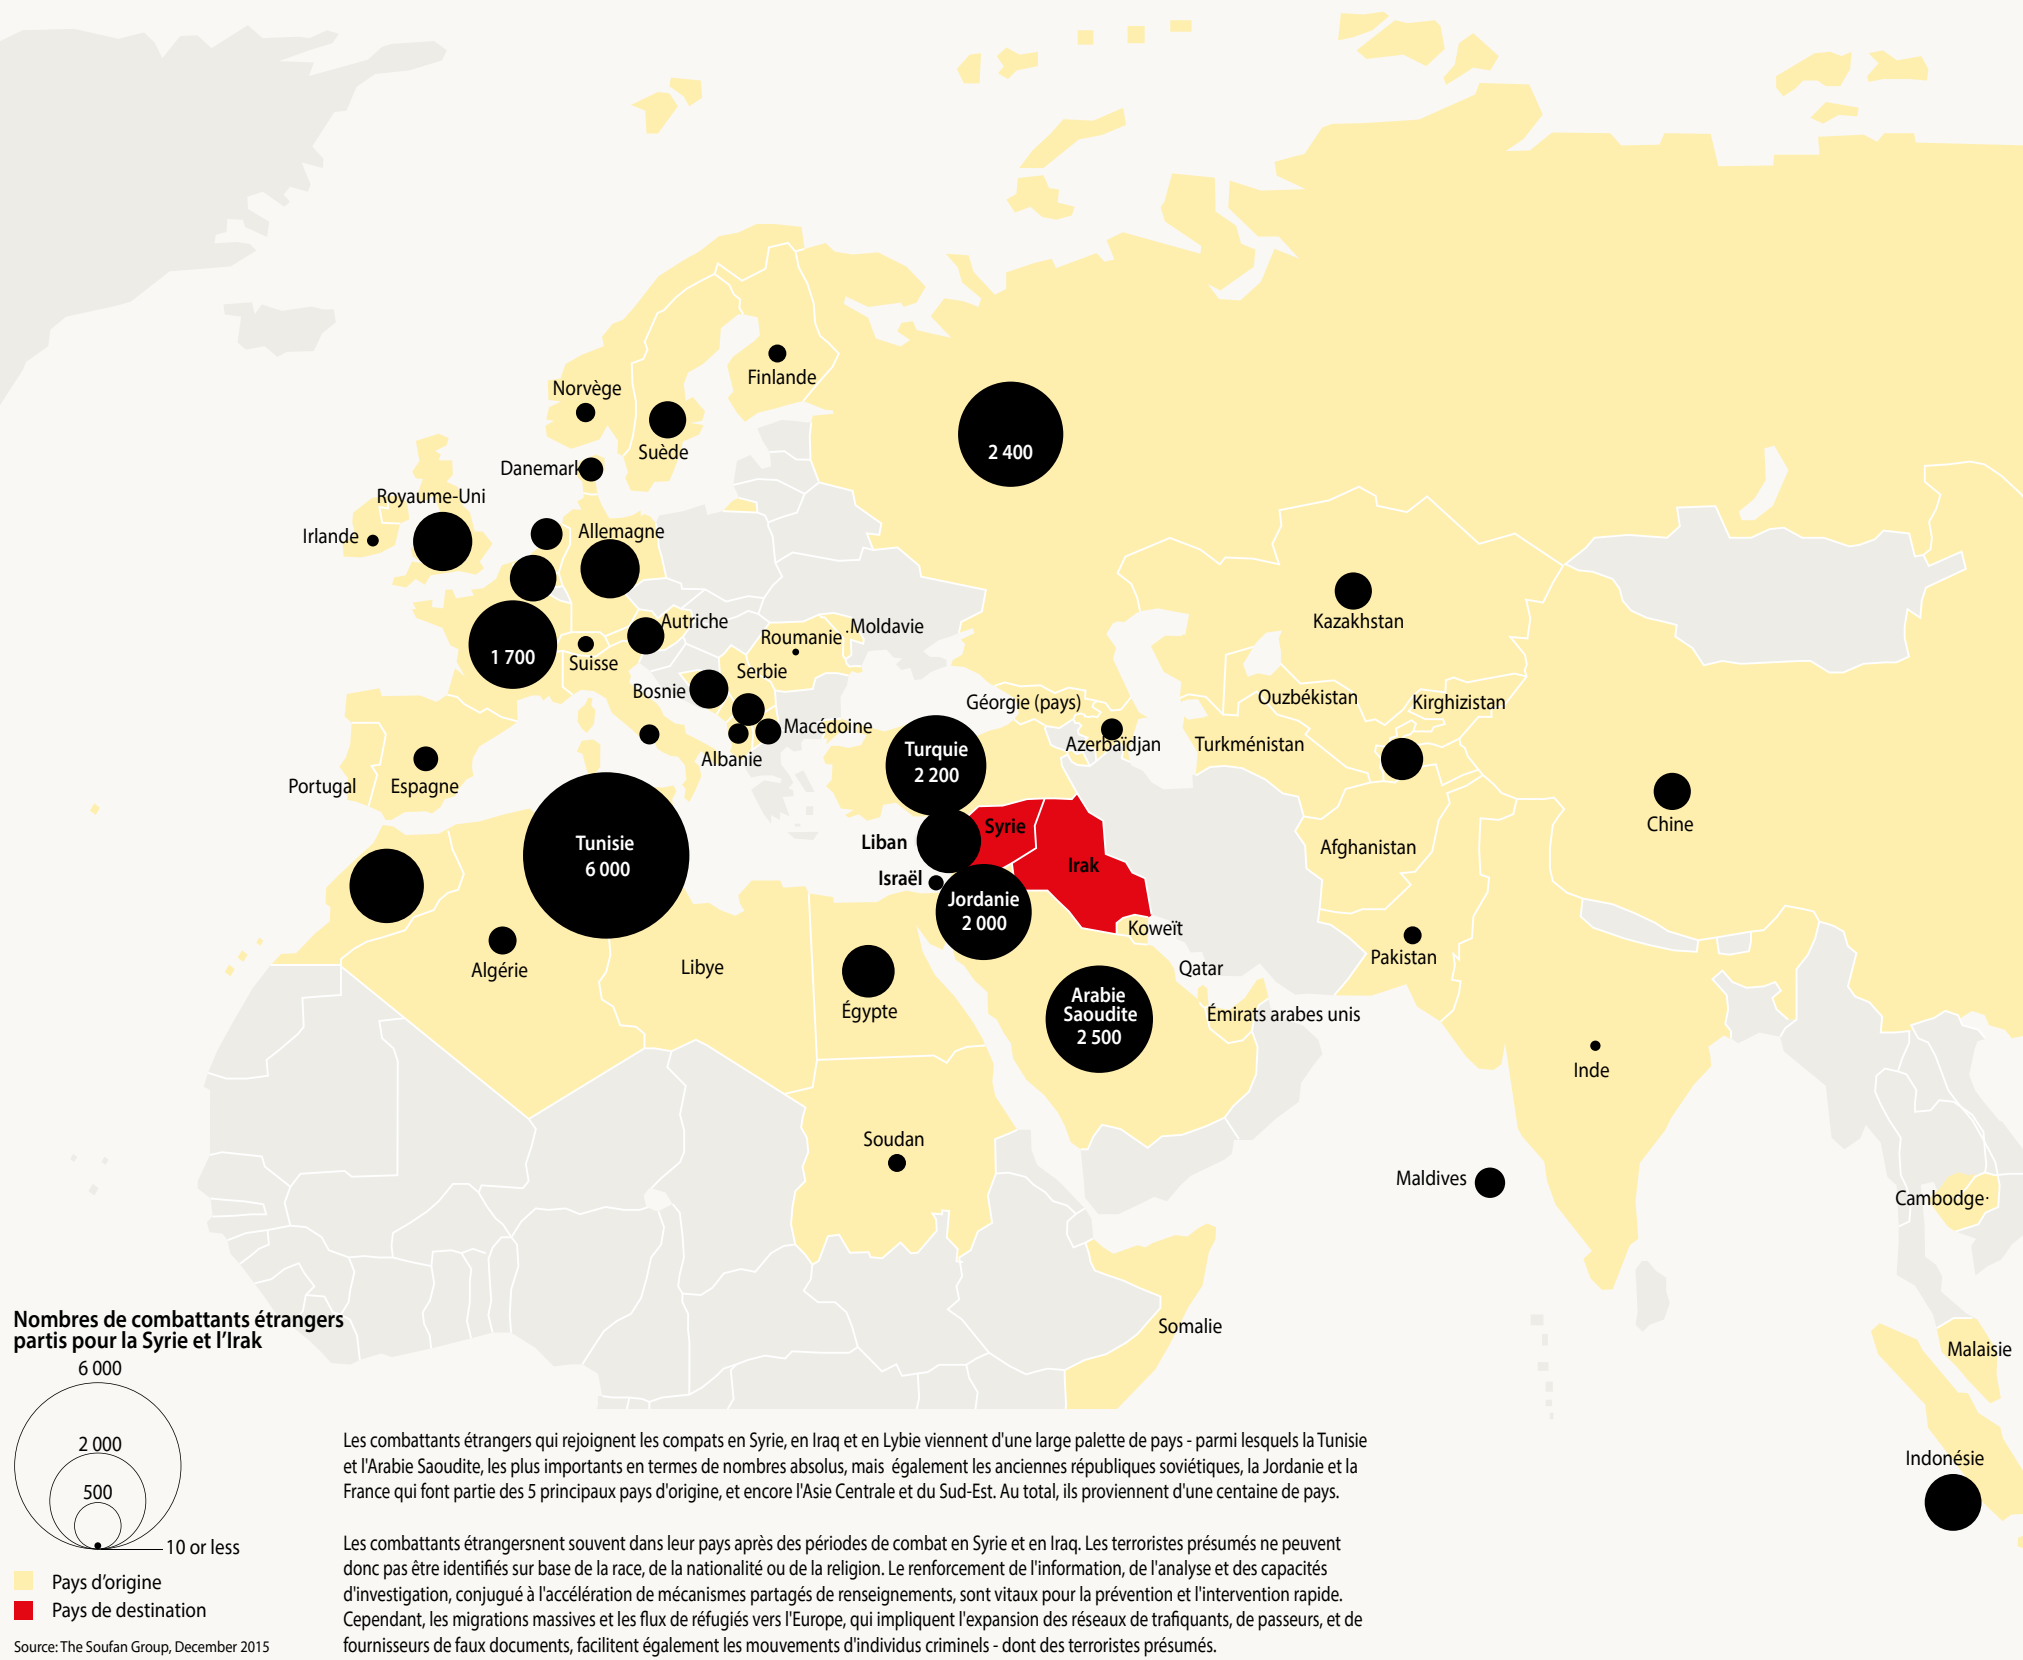 Finlande
Norvège
2 400
Suède
Danemark
Royaume-Uni
Irlande
Allemagne
Kazakhstan
Autriche
Roumanie
Moldavie
1 700
Suisse
Serbie
Bosnie
Ouzbékistan
Géorgie (pays)
Kirghizistan
Macédoine
Azerbaïdjan
Turkménistan
Turquie
2 200
Albanie
Portugal
Espagne
Chine
Syrie
Tunisie
6 000
Liban
Afghanistan
Irak
Israël
Jordanie
2 000
Koweït
Pakistan
Algérie
Libye
Qatar
Arabie
Saoudite
2 500
Égypte
Émirats arabes unis
Inde
Soudan
Maldives
Cambodge
Somalie
Malaisie
Indonésie
Nombres de combattants étrangers
partis pour la Syrie et l’Irak
6 000
2 000
500
10 or less
Pays d’origine
Pays de destination
Source: The Soufan Group, December 2015
Les combattants étrangers qui rejoignent les compats en Syrie, en Iraq et en Lybie viennent d'une large palette de pays - parmi lesquels la Tunisie
et l'Arabie Saoudite, les plus importants en termes de nombres absolus, mais également les anciennes républiques soviétiques, la Jordanie et la
France qui font partie des 5 principaux pays d'origine, et encore l'Asie Centrale et du Sud-Est. Au total, ils proviennent d'une centaine de pays.
Les combattants étrangersnent souvent dans leur pays après des périodes de combat en Syrie et en Iraq. Les terroristes présumés ne peuvent
donc pas être identifiés sur base de la race, de la nationalité ou de la religion. Le renforcement de l'information, de l'analyse et des capacités
d'investigation, conjugué à l'accélération de mécanismes partagés de renseignements, sont vitaux pour la prévention et l'intervention rapide.
Cependant, les migrations massives et les flux de réfugiés vers l'Europe, qui impliquent l'expansion des réseaux de trafiquants, de passeurs, et de
fournisseurs de faux documents, facilitent également les mouvements d'individus criminels - dont des terroristes présumés.